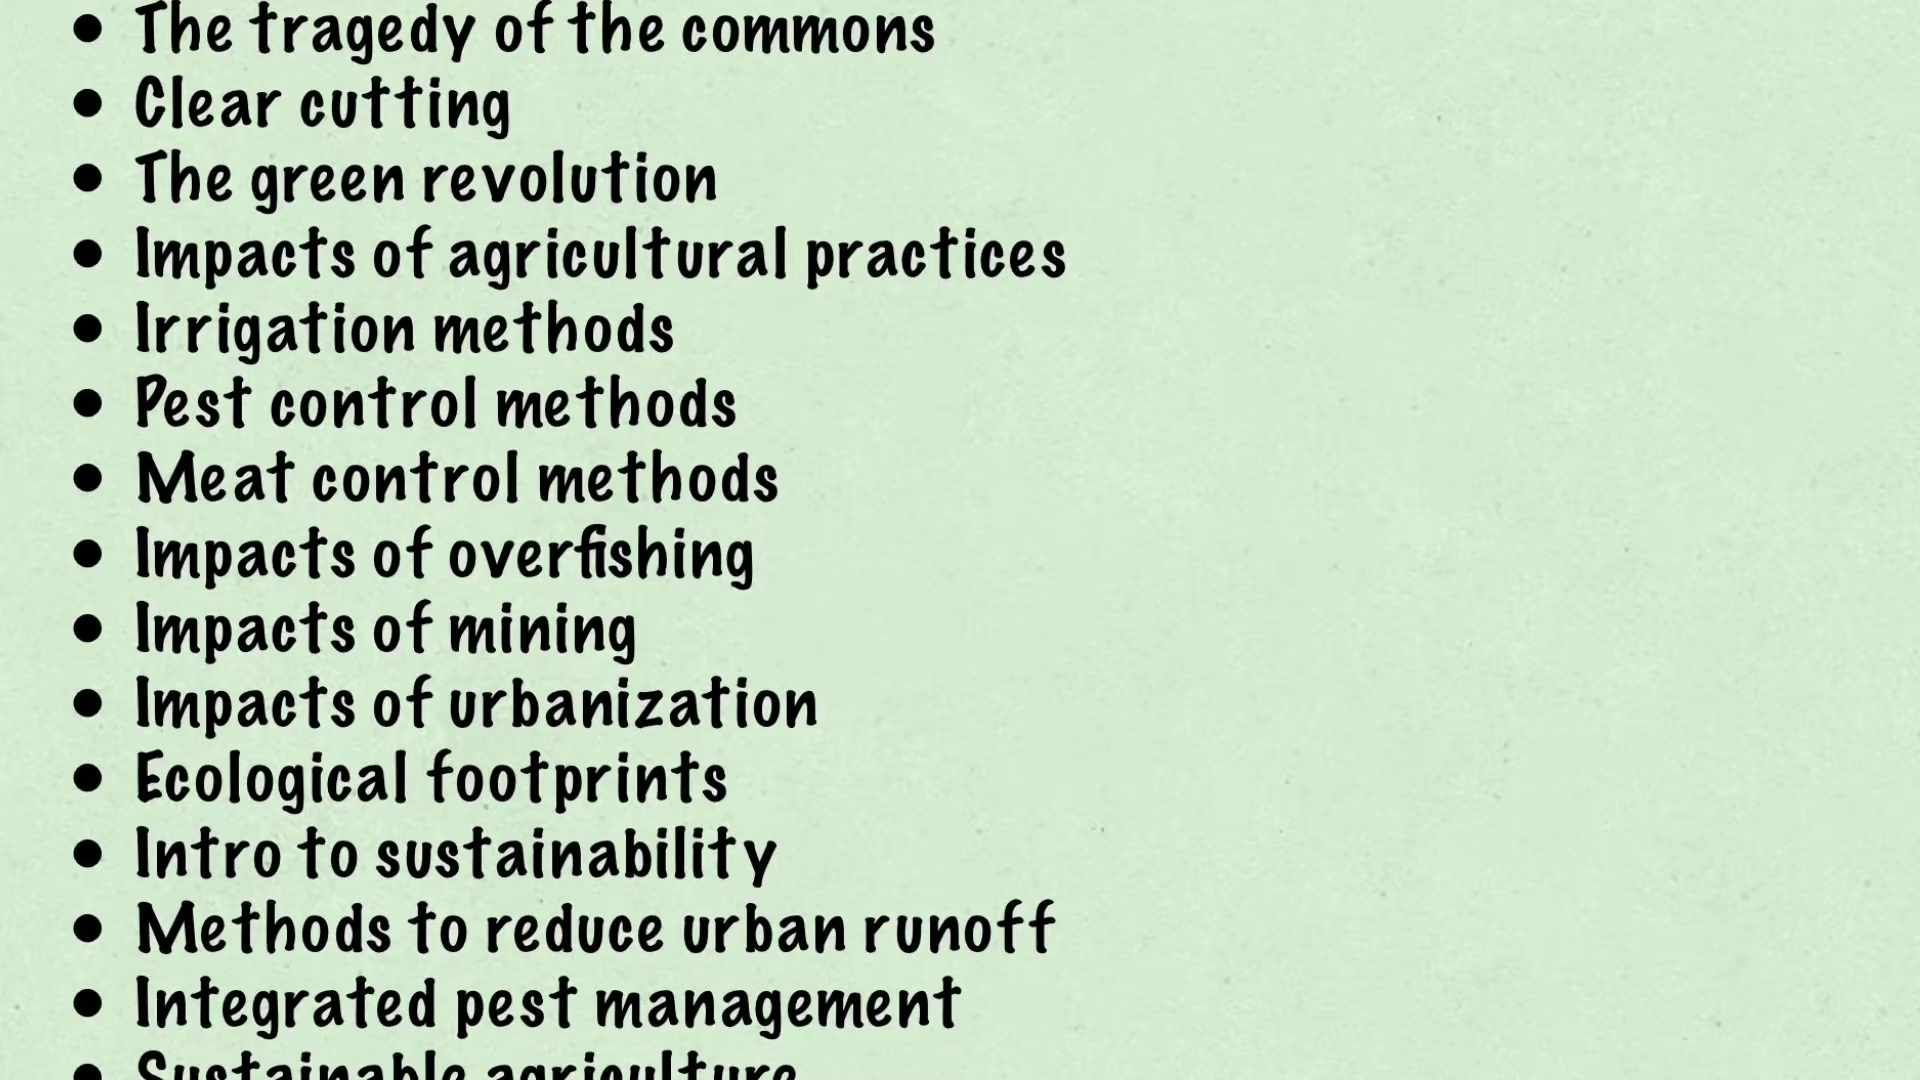 • The tragedy of the commons
• Clear cutting
• The green revolution
• Impacts of agricultural practices
• Irrigation methods
• Pest control methods
• Meat control methods
• Impacts of overfishing
• Impacts of mining
• Impacts of urbanization
• Ecological footprints
• Intro to sustainability
• Methods to reduce urban runoff
• Integrated pest management
• Sustainable agriculture